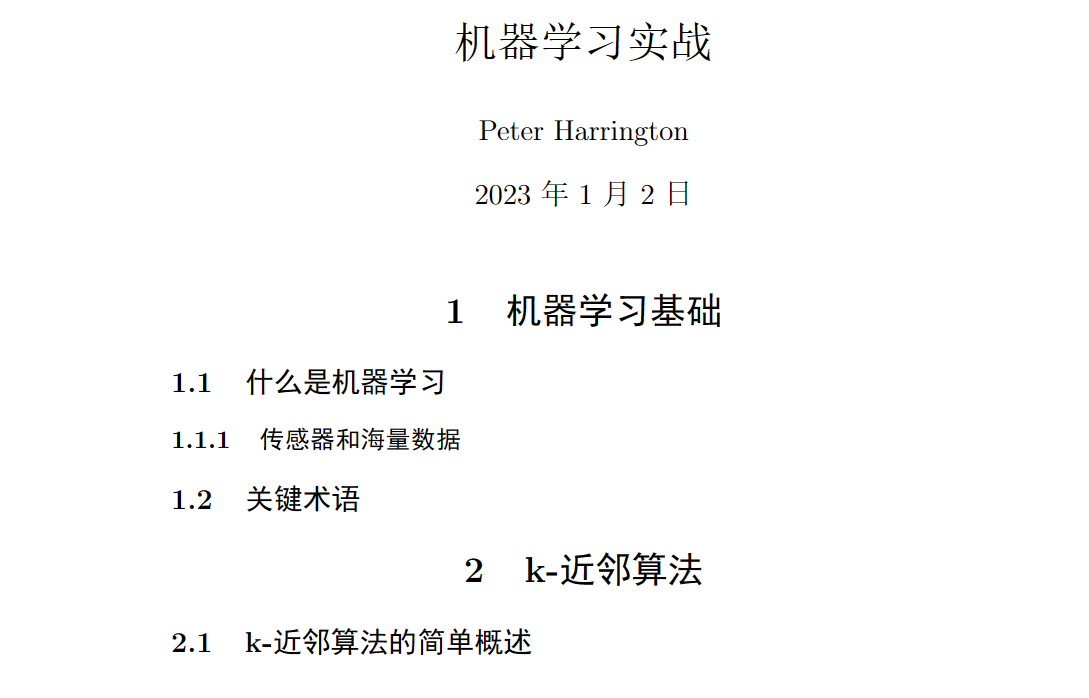 机器学习实战
Peter Harrington
2023 年 1 月 2 日
1 机器学习基础
1.1 什么是机器学习
1.1.1 传感器和海量数据
1.2 关键术语
2 k-近邻算法
2.1 k-近邻算法的简单概述